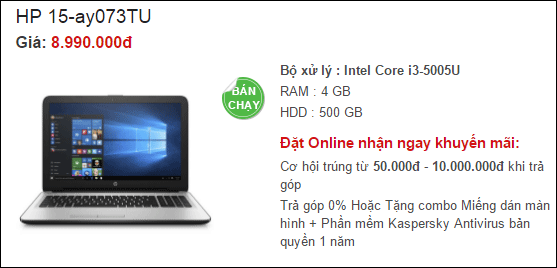 HP 15-ay073TU
Giá: 8.990.000đ
BÁN
CHẠY
Bộ xử lý : Intel Core i3-5005U
RAM : 4 GB
HDD : 500 GB
Đặt Online nhận ngay khuyến mãi:
Cơ hội trúng từ 50.000đ - 10.000.000đ khi trả
góp
Trả góp 0% Hoặc Tặng combo Miếng dán màn
hình + Phần mềm Kaspersky Antivirus bản
quyền 1 năm